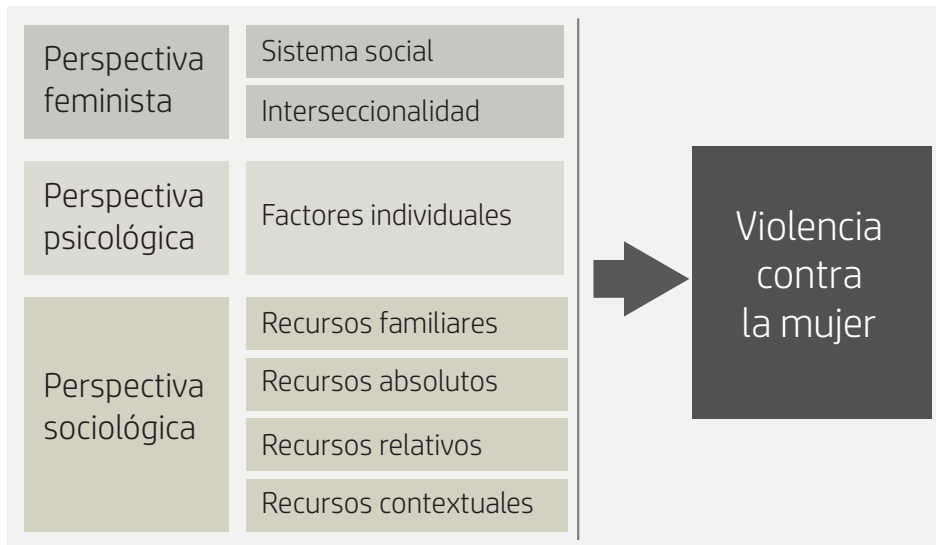 Perspectiva
feminista
Sistema social
Interseccionalidad
Perspectiva
psicológica
Factores individuales
Perspectiva
sociológica
Recursos familiares
Recursos absolutos
Recursos relativos
Recursos contextuales
Violencia
contra
la mujer